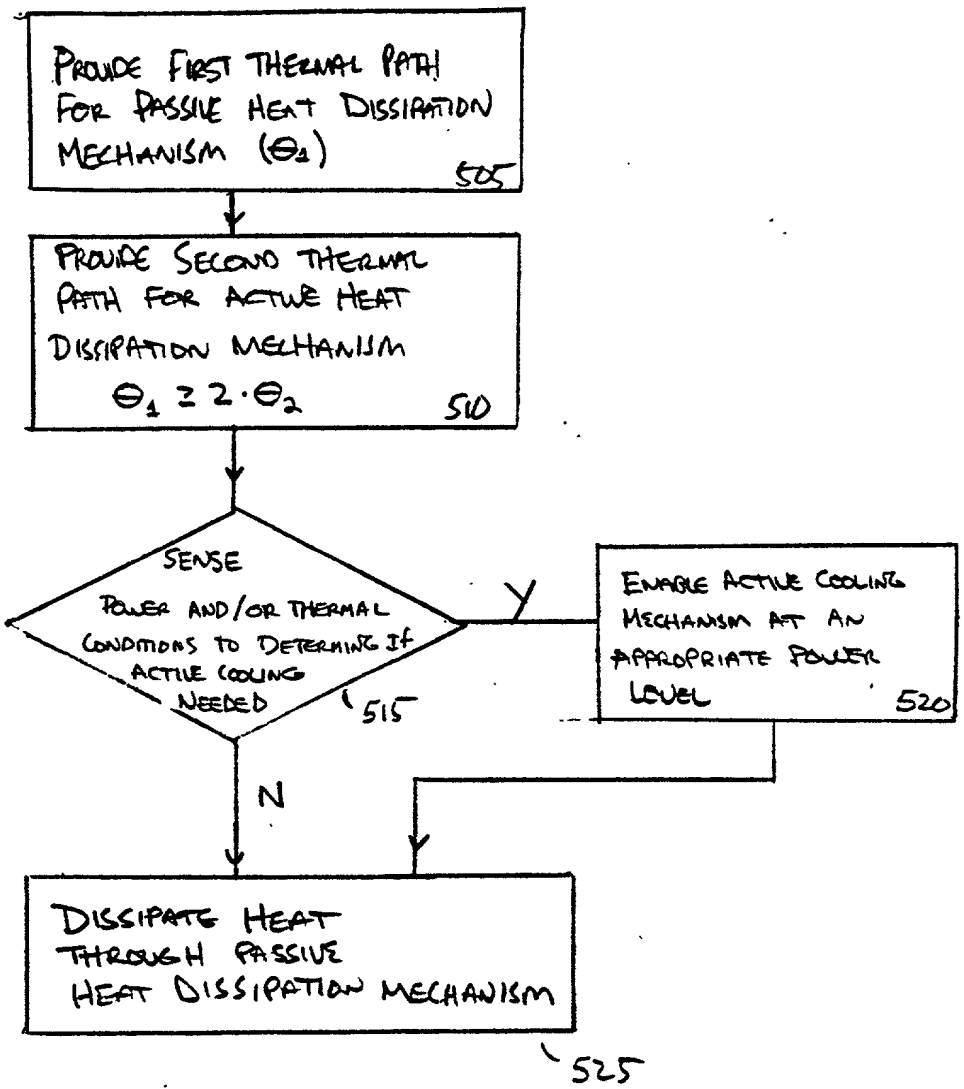 PROVIDE FIRST THERMAL PATH
FOR PASSIVE HEAT DISSIPATION
MECHANISM (Θ1)
505
PROVIDE SECOND THERMAL
PATH FOR ACTIVE HEAT
DISSIPATION MECHANISM
Θ1 ≥ 2·Θ2
510
SENSE
POWER AND/OR THERMAL
CONDITIONS TO DETERMING IF
ACTIVE COOLING
NEEDED
515
Y
ENABLE ACTIVE COOLING
MECHANISM AT AN
APPROPRIATE POWER
LEVEL
520
N
DISSIPATE HEAT
THROUGH PASSIVE
HEAT DISSIPATION MECHANISM
525